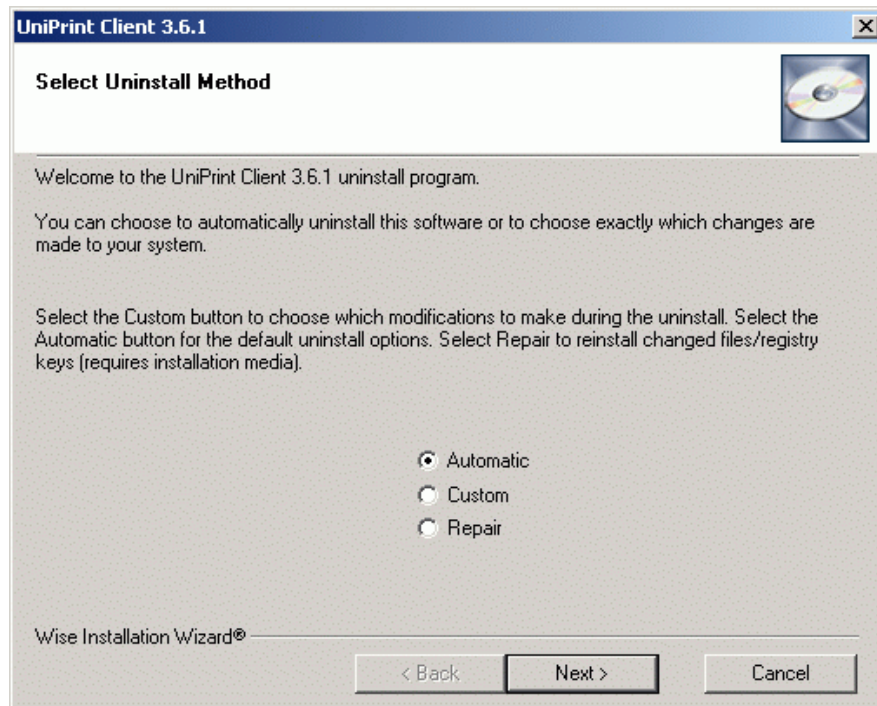 UniPrint Client 3.6.1
Select Uninstall Method
Welcome to the UniPrint Client 3.6.1 uninstall program.
You can choose to automatically uninstall this software or to choose exactly which changes are
made to your system.
Select the Custom button to choose which modifications to make during the uninstall. Select the
Automatic button for the default uninstall options. Select Repair to reinstall changed files/registry
keys (requires installation media).
Automatic
Custom
Repair
Wise Installation Wizard®
< Back
Next >
Cancel